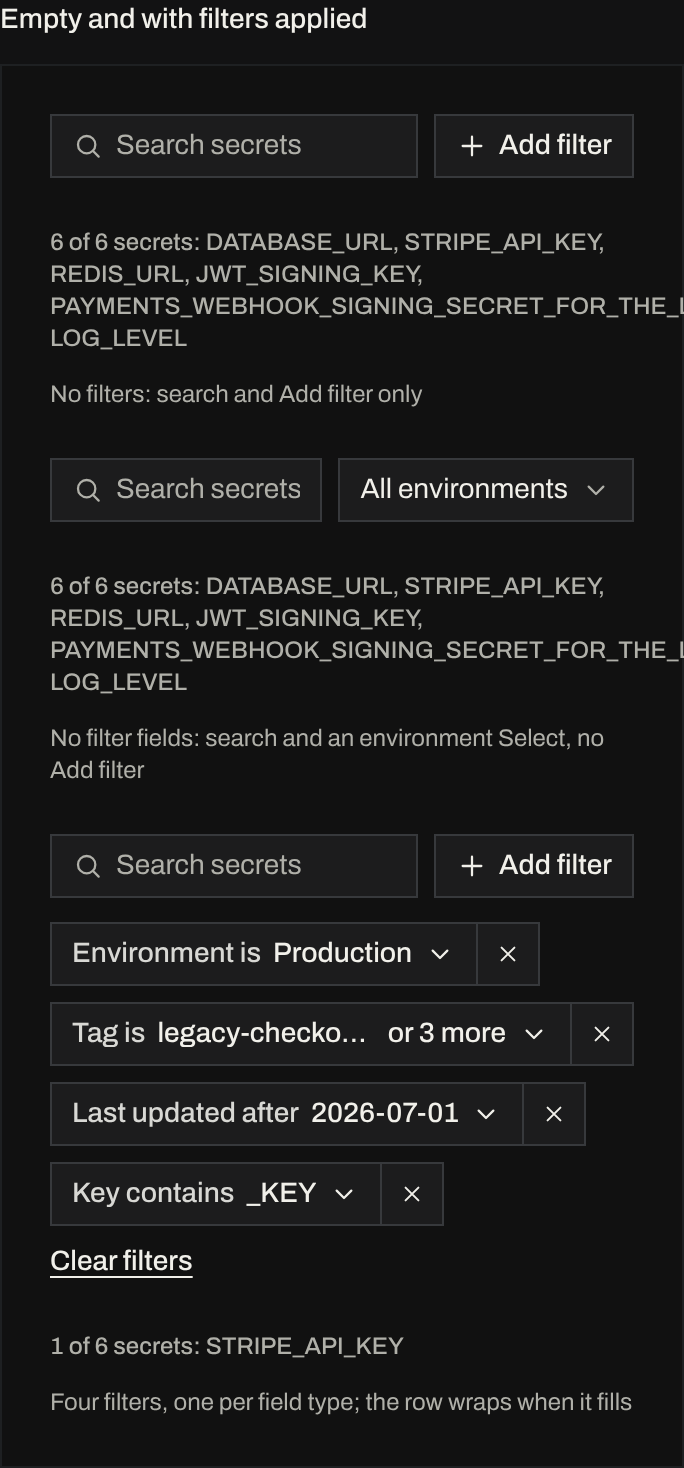 Empty and with filters applied
Search secrets
Add filter
6 of 6 secrets: DATABASE_URL, STRIPE_API_KEY,
REDIS_URL, JWT_SIGNING_KEY,
PAYMENTS_WEBHOOK_SIGNING_SECRET_FOR_THE_L
LOG_LEVEL
No filters: search and Add filter only
Search secrets
All environments
6 of 6 secrets: DATABASE_URL, STRIPE_API_KEY,
REDIS_URL, JWT_SIGNING_KEY,
PAYMENTS_WEBHOOK_SIGNING_SECRET_FOR_THE_L
LOG_LEVEL
No filter fields: search and an environment Select, no
Add filter
Search secrets
Add filter
Environment is Production
Tag is legacy-checko... or 3 more
Last updated after 2026-07-01
Key contains _KEY
Clear filters
1 of 6 secrets: STRIPE_API_KEY
Four filters, one per field type; the row wraps when it fills